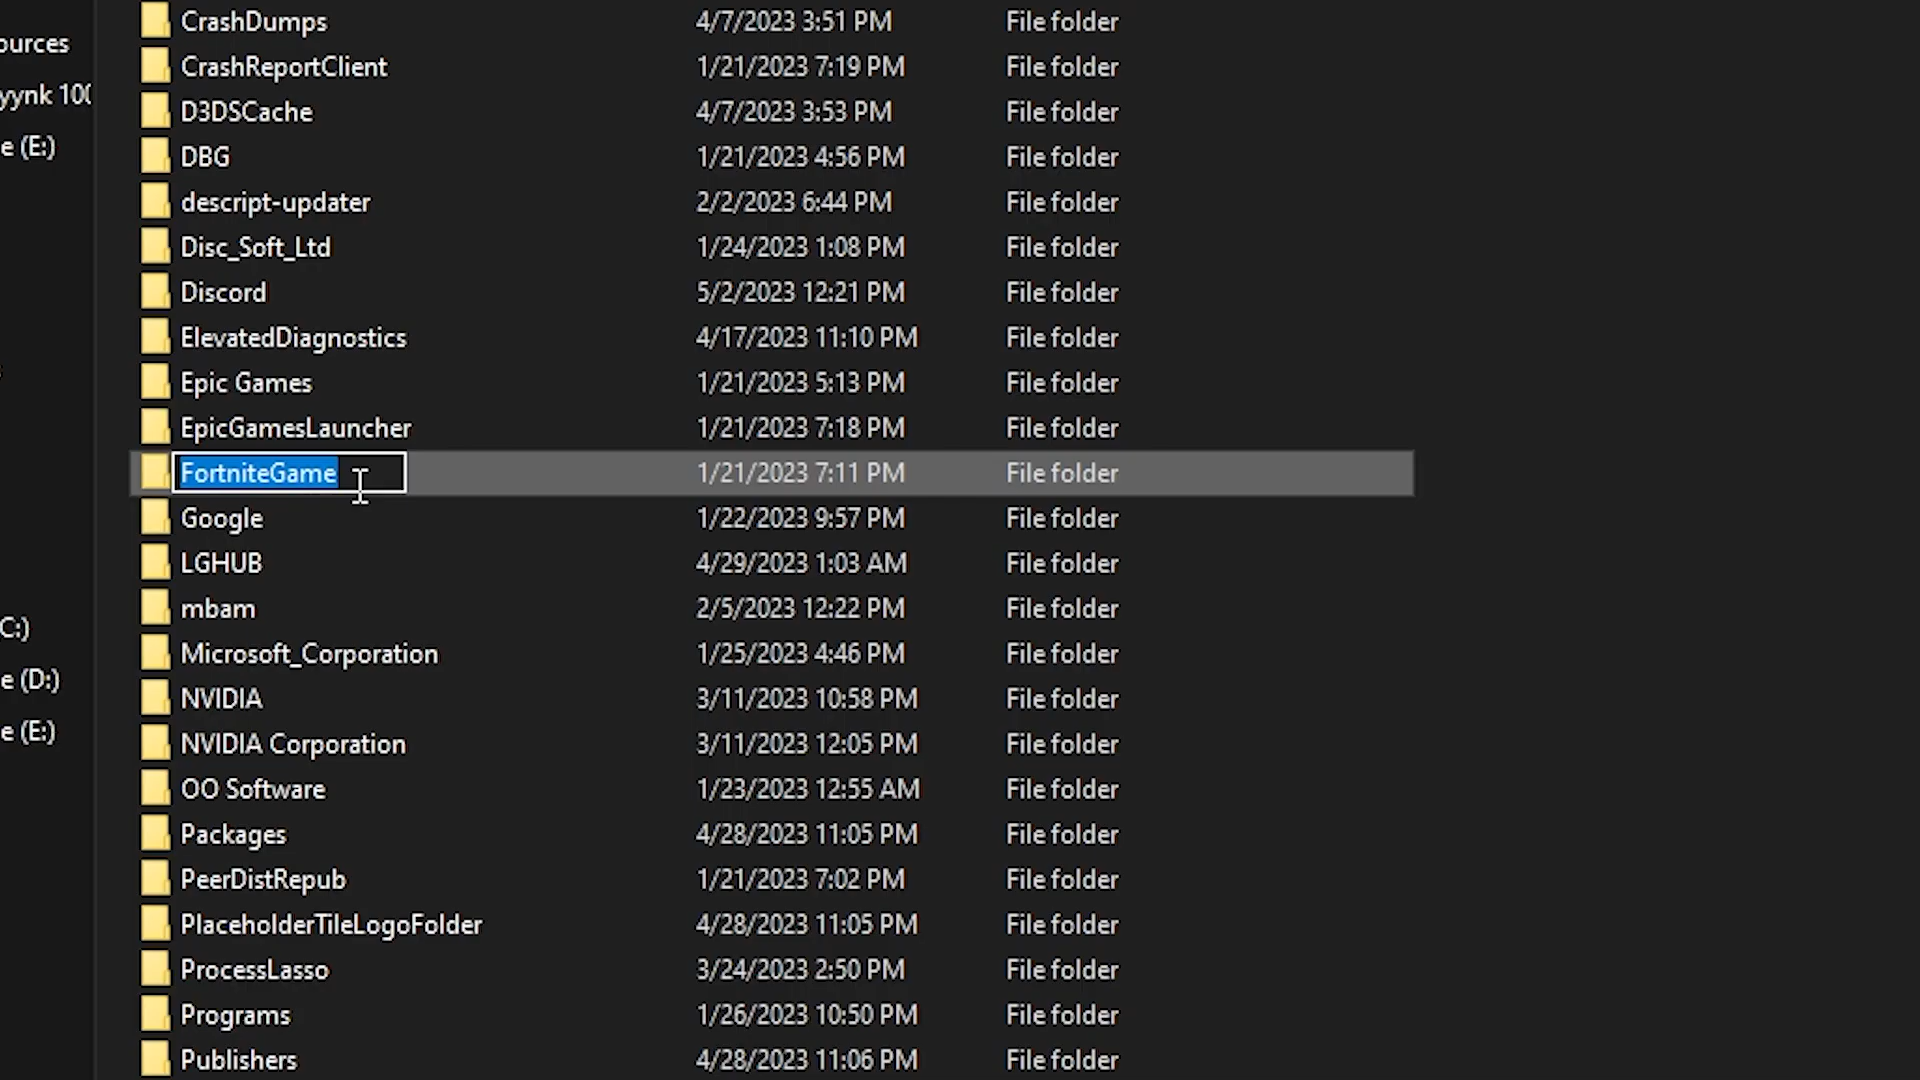 ources
yynk 100
e (E:)
C:)
e (D:)
e (E:)
CrashDumps 4/7/2023 3:51 PM File folder
CrashReportClient 1/21/2023 7:19 PM File folder
D3DSCache 4/7/2023 3:53 PM File folder
DBG 1/21/2023 4:56 PM File folder
descript-updater 2/2/2023 6:44 PM File folder
Disc_Soft_Ltd 1/24/2023 1:08 PM File folder
Discord 5/2/2023 12:21 PM File folder
ElevatedDiagnostics 4/17/2023 11:10 PM File folder
Epic Games 1/21/2023 5:13 PM File folder
EpicGamesLauncher 1/21/2023 7:18 PM File folder
FortniteGame 1/21/2023 7:11 PM File folder
Google 1/22/2023 9:57 PM File folder
LGHUB 4/29/2023 1:03 AM File folder
mbam 2/5/2023 12:22 PM File folder
Microsoft_Corporation 1/25/2023 4:46 PM File folder
NVIDIA 3/11/2023 10:58 PM File folder
NVIDIA Corporation 3/11/2023 12:05 PM File folder
OO Software 1/23/2023 12:55 AM File folder
Packages 4/28/2023 11:05 PM File folder
PeerDistRepub 1/21/2023 7:02 PM File folder
PlaceholderTileLogoFolder 4/28/2023 11:05 PM File folder
ProcessLasso 3/24/2023 2:50 PM File folder
Programs 1/26/2023 10:50 PM File folder
Publishers 4/28/2023 11:06 PM File folder